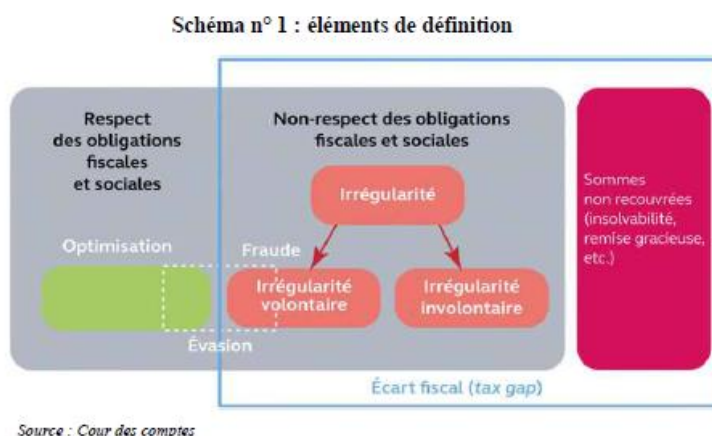 Schéma n° 1 : éléments de définition
Respect
des obligations
fiscales
et sociales
Non-respect des obligations
fiscales et sociales
Irrégularité
Sommes
non recouvrées
(insolvabilité,
remise gracieuse,
etc.)
Optimisation
Fraude
Irrégularité
volontaire
Irrégularité
involontaire
Évasion
Écart fiscal (tax gap)
Source : Cour des comptes